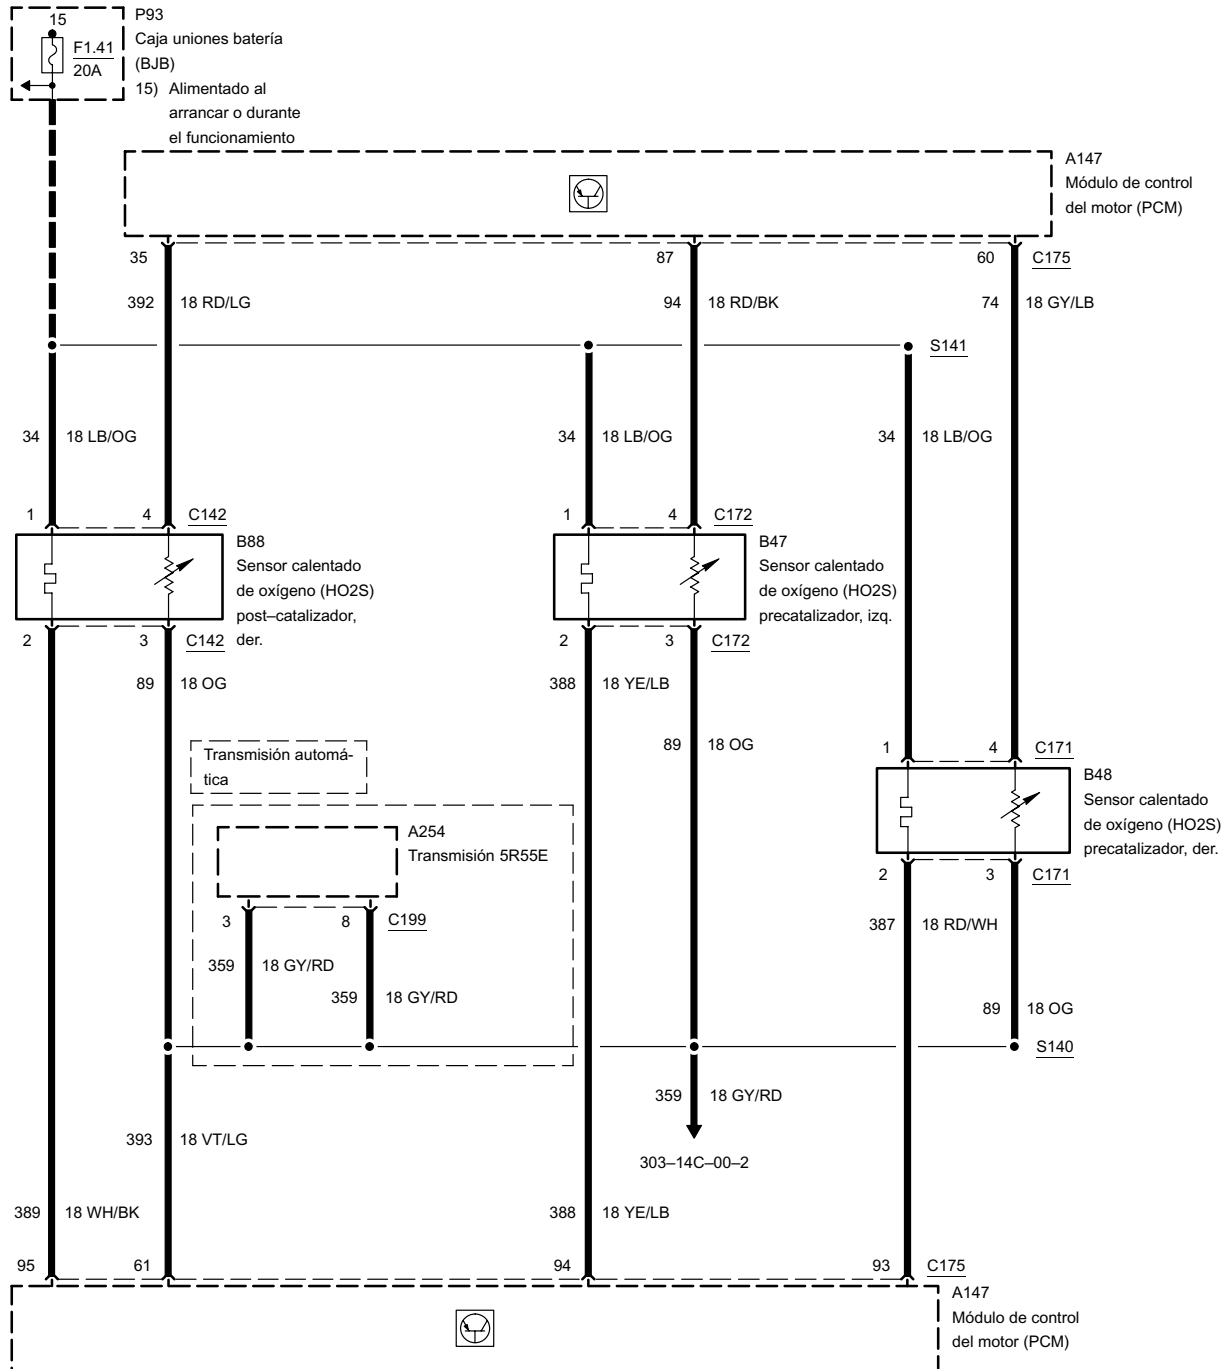 15
F1.41
20A
P93
Caja uniones batería
(BJB)
15) Alimentado al
arrancar o durante
el funcionamiento
A147
Módulo de control
del motor (PCM)
35
87
60
C175
392
18 RD/LG
94
18 RD/BK
74
18 GY/LB
S141
34
18 LB/OG
34
18 LB/OG
34
18 LB/OG
1
4
C142
1
4
C172
B88
Sensor calentado
de oxígeno (HO2S)
post–catalizador,
der.
B47
Sensor calentado
de oxígeno (HO2S)
precatalizador, izq.
2
3
C142
2
3
C172
89
18 OG
388
18 YE/LB
89
18 OG
Transmisión automá-
tica
1
4
C171
B48
Sensor calentado
de oxígeno (HO2S)
precatalizador, der.
A254
Transmisión 5R55E
2
3
C171
3
8
C199
387
18 RD/WH
359
18 GY/RD
359
18 GY/RD
89
18 OG
S140
359
18 GY/RD
393
18 VT/LG
303–14C–00–2
389
18 WH/BK
388
18 YE/LB
95
61
94
93
C175
A147
Módulo de control
del motor (PCM)